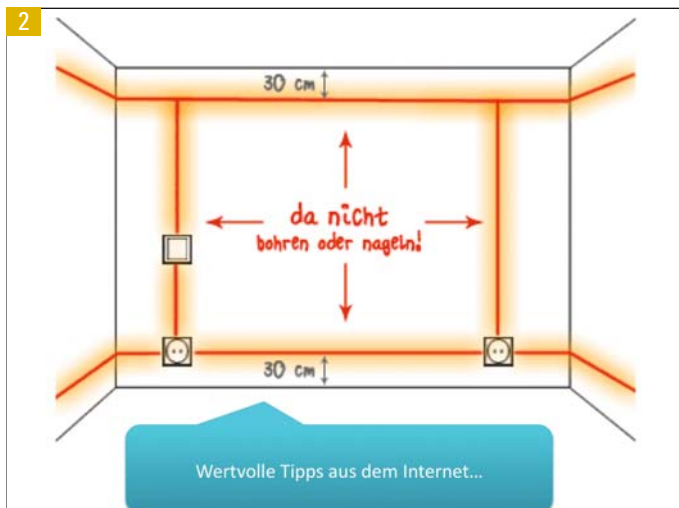 2
30 cm
da nicht
bohren oder nageln!
30 cm
Wertvolle Tipps aus dem Internet...